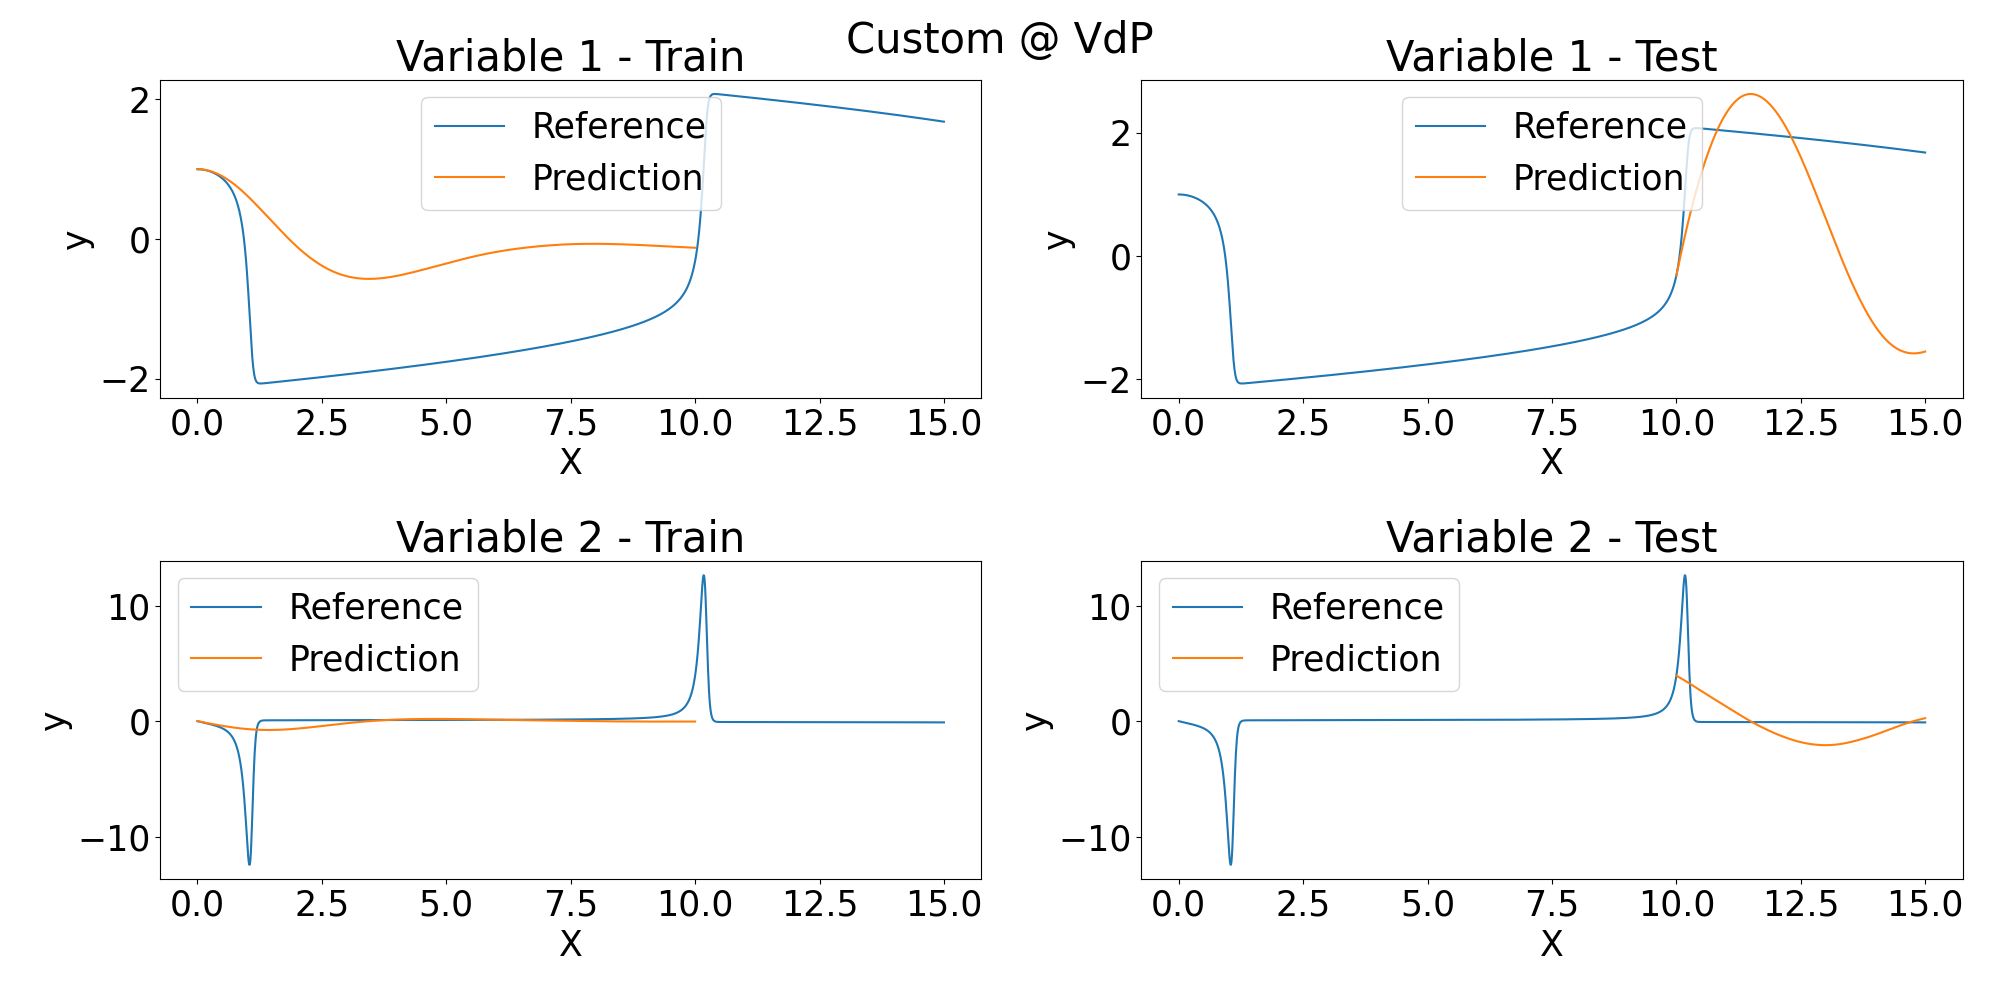 Custom @ VdP
Variable 1 - Train
2
0
−2
y
Reference
Prediction
0.0 2.5 5.0 7.5 10.0 12.5 15.0
X
Variable 1 - Test
2
0
−2
y
Reference
Prediction
0.0 2.5 5.0 7.5 10.0 12.5 15.0
X
Variable 2 - Train
10
0
−10
y
Reference
Prediction
0.0 2.5 5.0 7.5 10.0 12.5 15.0
X
Variable 2 - Test
10
0
−10
y
Reference
Prediction
0.0 2.5 5.0 7.5 10.0 12.5 15.0
X